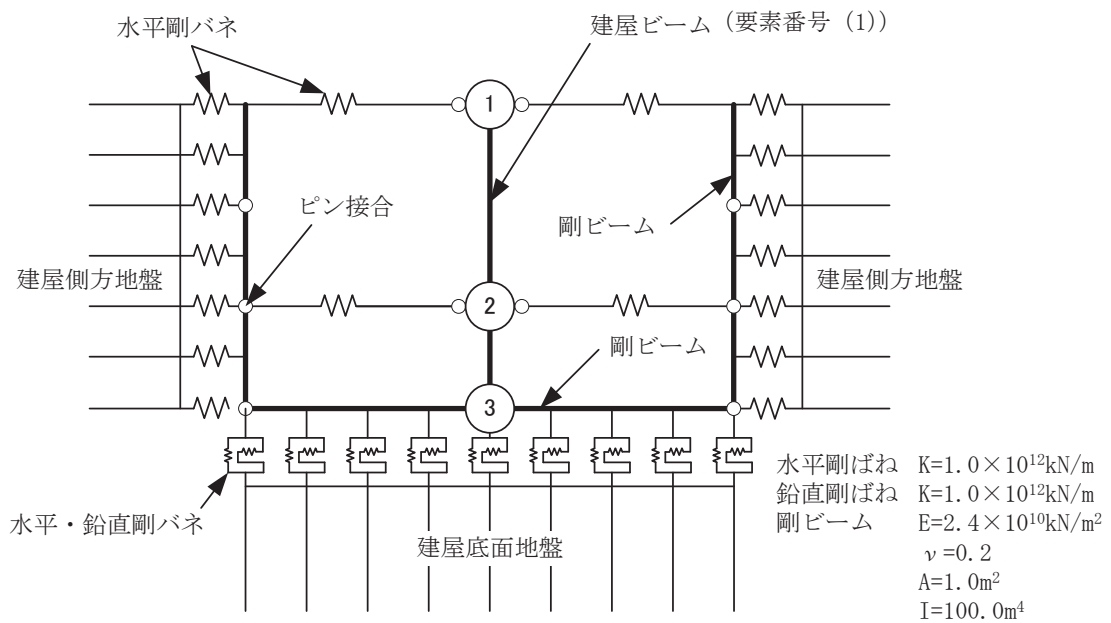 水平剛バネ
建屋ビーム（要素番号 (1)）
1
ピン接合
剛ビーム
建屋側方地盤
建屋側方地盤
2
剛ビーム
3
水平剛ばね K=1.0×10¹²kN/m
鉛直剛ばね K=1.0×10¹²kN/m
剛ビーム E=2.4×10¹⁰kN/m²
ν=0.2
A=1.0m²
I=100.0m⁴
水平・鉛直剛バネ
建屋底面地盤